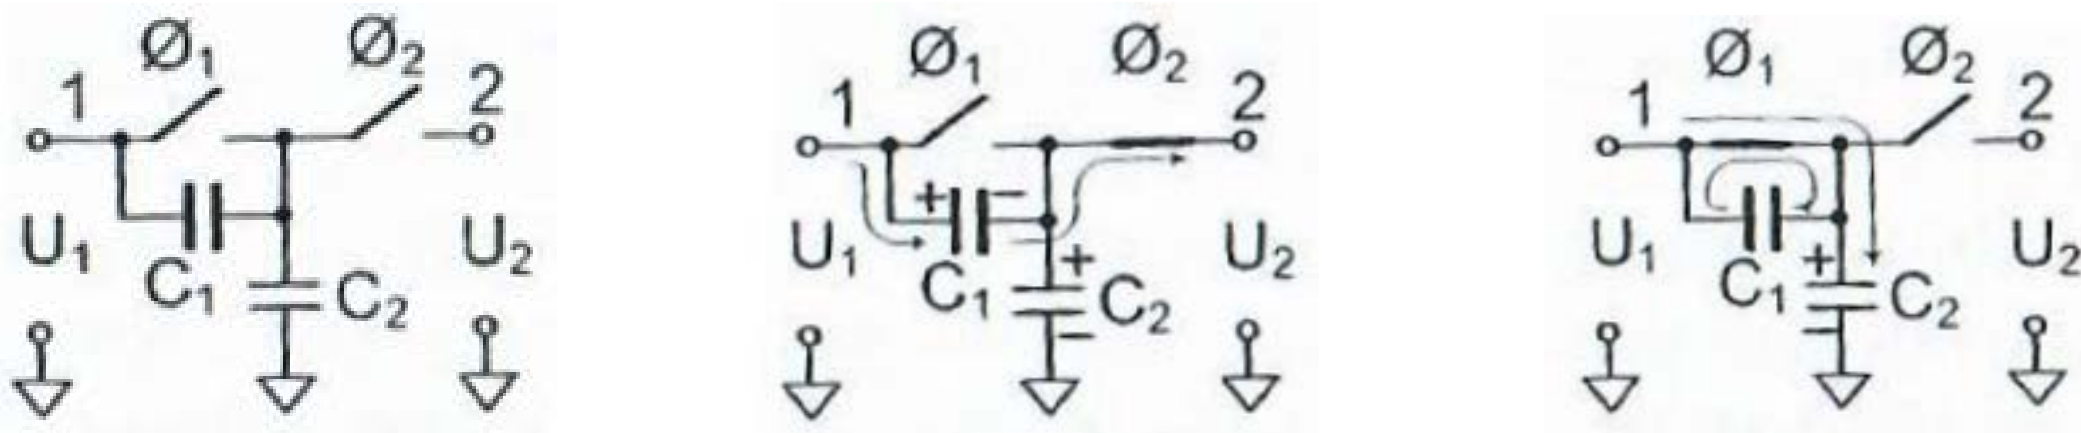 Ø₁ Ø₂
1 2
U₁ C₁ C₂ U₂
Ø₁ Ø₂
1 2
+ −
U₁ C₁ + C₂ U₂
−
Ø₁ Ø₂
1 2
U₁ C₁ + C₂ U₂
−